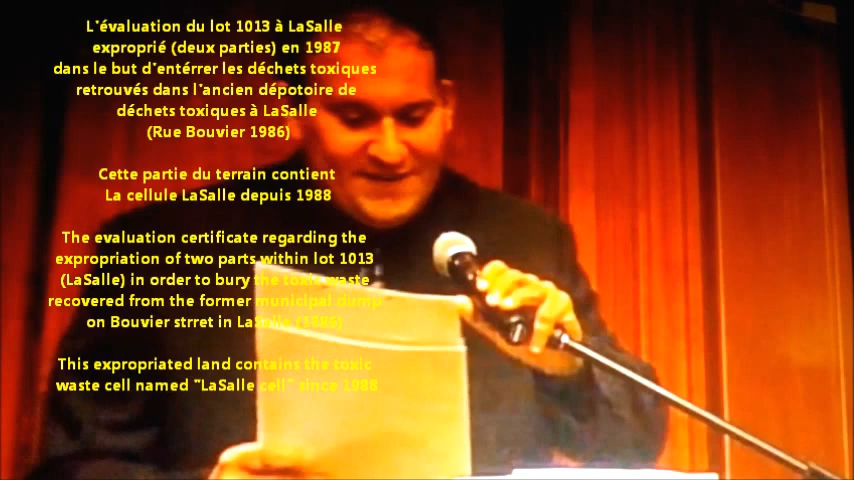 L'évaluation du lot 1013 à LaSalle
exproprié (deux parties) en 1987
dans le but d'entérrer les déchets toxiques
retrouvés dans l'ancien dépotoire de
déchets toxiques à LaSalle
(Rue Bouvier 1986)
Cette partie du terrain contient
La cellule LaSalle depuis 1988
The evaluation certificate regarding the
expropriation of two parts within lot 1013
(LaSalle) in order to bury the toxic waste
recovered from the former municipal dump
on Bouvier strret in LaSalle (1986)
This expropriated land contains the toxic
waste cell named "LaSalle cell" since 1988